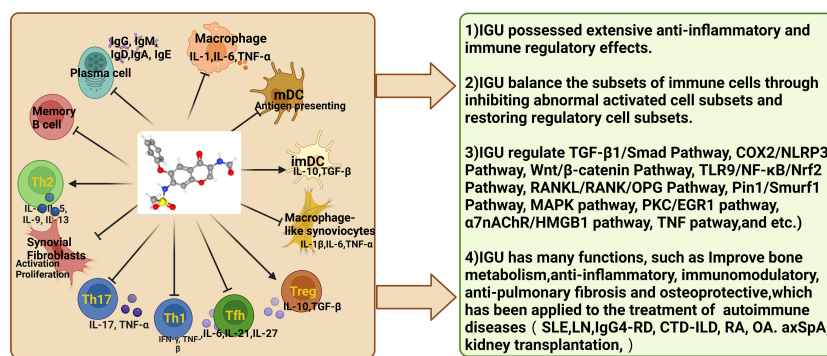 IgG, IgM,
IgD,IgA, IgE
Plasma cell
Macrophage
IL-1,IL-6,TNF-α
mDC
Antigen presenting
Memory
B cell
imDC
IL-10,TGF-β
Th2
IL-4, IL-5,
IL-9, IL-13
Macrophage-
like synoviocytes
IL-1β,IL-6,TNF-α
Synovial
Fibroblasts
Activation
Proliferation
Th17
IL-17, TNF-α
Th1
IFN-γ, TNF-
β
Tfh
IL-6,IL-21,IL-27
Treg
IL-10,TGF-β
1)IGU possessed extensive anti-inflammatory and
immune regulatory effects.
2)IGU balance the subsets of immune cells through
inhibiting abnormal activated cell subsets and
restoring regulatory cell subsets.
3)IGU regulate TGF-β1/Smad Pathway, COX2/NLRP3
Pathway, Wnt/β-catenin Pathway, TLR9/NF-κB/Nrf2
Pathway, RANKL/RANK/OPG Pathway, Pin1/Smurf1
Pathway, MAPK pathway, PKC/EGR1 pathway,
α7nAChR/HMGB1 pathway, TNF patway,and etc.)
4)IGU has many functions, such as Improve bone
metabolism,anti-inflammatory, immunomodulatory,
anti-pulmonary fibrosis and osteoprotective,which
has been applied to the treatment of autoimmune
diseases ( SLE,LN,IgG4-RD, CTD-ILD, RA, OA. axSpA,
kidney transplantation, )